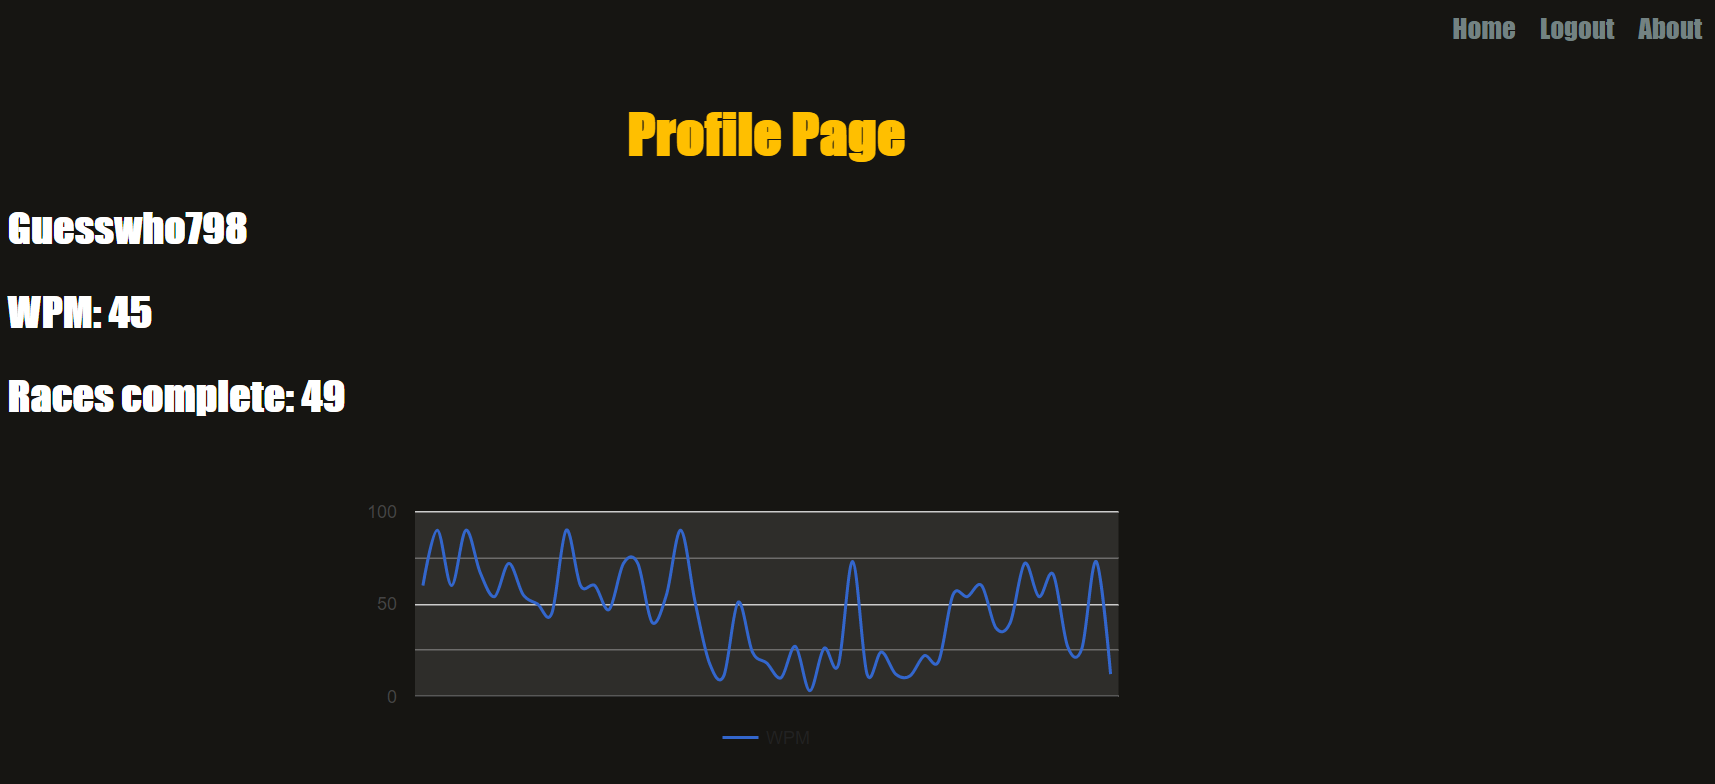 Home Logout About
Profile Page
Guesswho798
WPM: 45
Races complete: 49
100
50
0
WPM